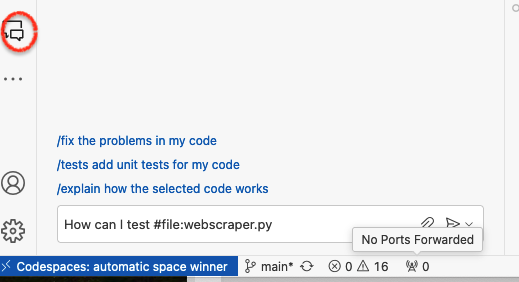 /fix the problems in my code
/tests add unit tests for my code
/explain how the selected code works
How can I test #file:webscraper.py
No Ports Forwarded
Codespaces: automatic space winner main* 0 16 0